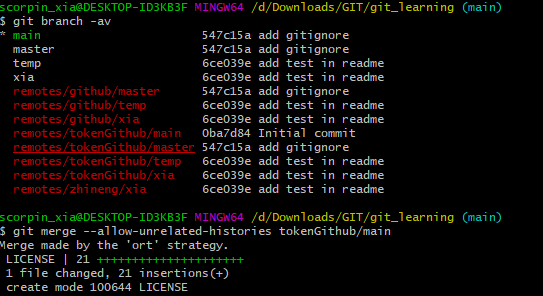 scorpin_xia@DESKTOP-ID3KB3F MINGW64 /d/Downloads/GIT/git_learning (main)
$ git branch -av
* main 547c15a add gitignore
master 547c15a add gitignore
temp 6ce039e add test in readme
xia 6ce039e add test in readme
remotes/github/master 547c15a add gitignore
remotes/github/temp 6ce039e add test in readme
remotes/github/xia 6ce039e add test in readme
remotes/tokenGithub/main 0ba7d84 Initial commit
remotes/tokenGithub/master 547c15a add gitignore
remotes/tokenGithub/temp 6ce039e add test in readme
remotes/tokenGithub/xia 6ce039e add test in readme
remotes/zhineng/xia 6ce039e add test in readme
scorpin_xia@DESKTOP-ID3KB3F MINGW64 /d/Downloads/GIT/git_learning (main)
$ git merge --allow-unrelated-histories tokenGithub/main
Merge made by the 'ort' strategy.
LICENSE | 21 +++++++++++++++++++++
1 file changed, 21 insertions(+)
create mode 100644 LICENSE